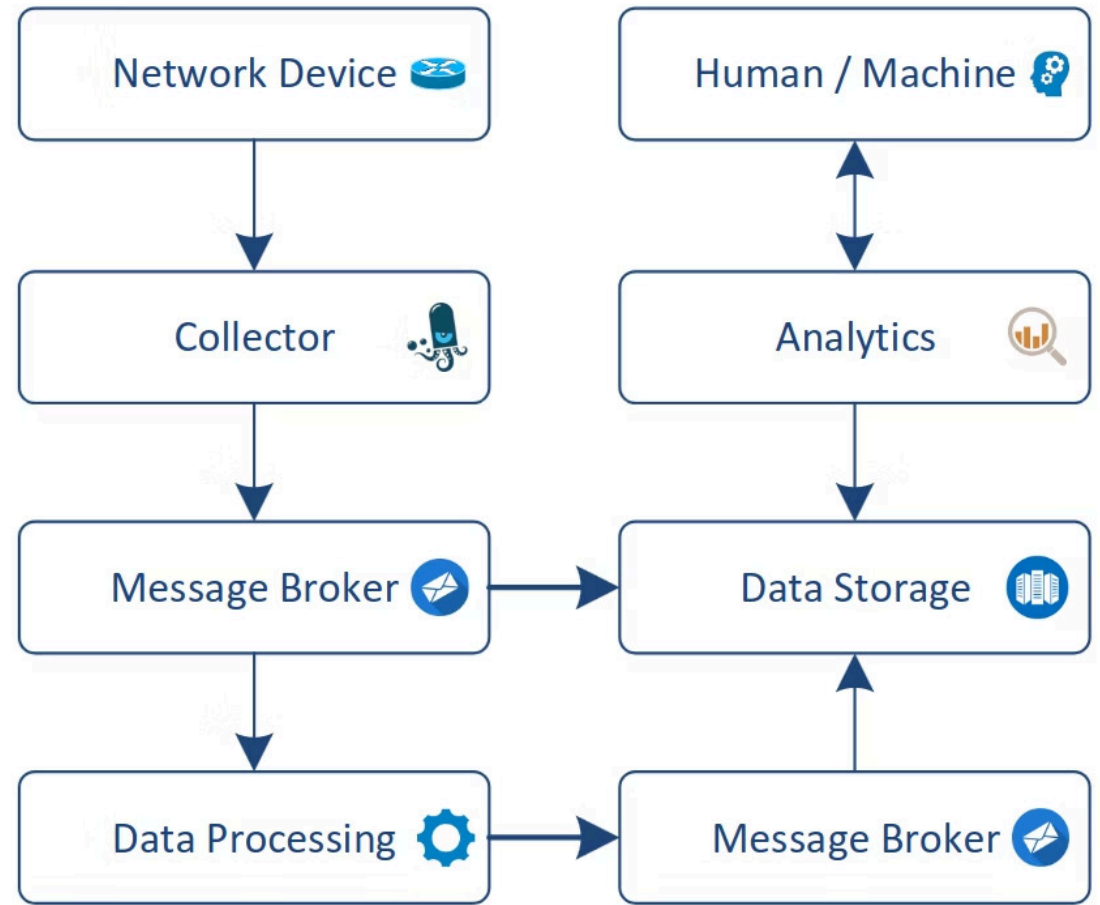 Network Device
Human / Machine
Collector
Analytics
Message Broker
Data Storage
Data Processing
Message Broker